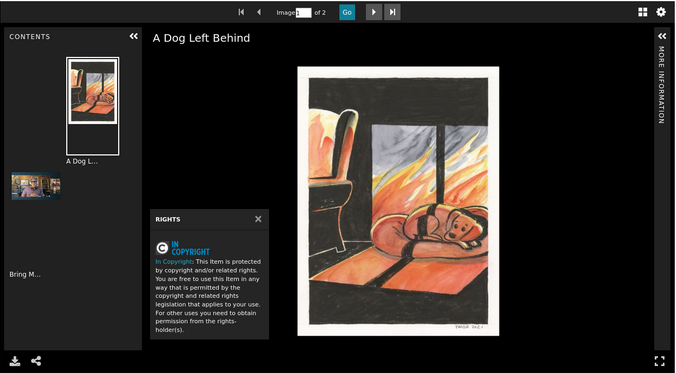 Image 1 of 2 Go
CONTENTS
A Dog Left Behind
MORE INFORMATION
A Dog L...
Bring M...
RIGHTS
IN
COPYRIGHT
In Copyright: This Item is protected
by copyright and/or related rights.
You are free to use this Item in any
way that is permitted by the
copyright and related rights
legislation that applies to your use.
For other uses you need to obtain
permission from the rights-
holder(s).